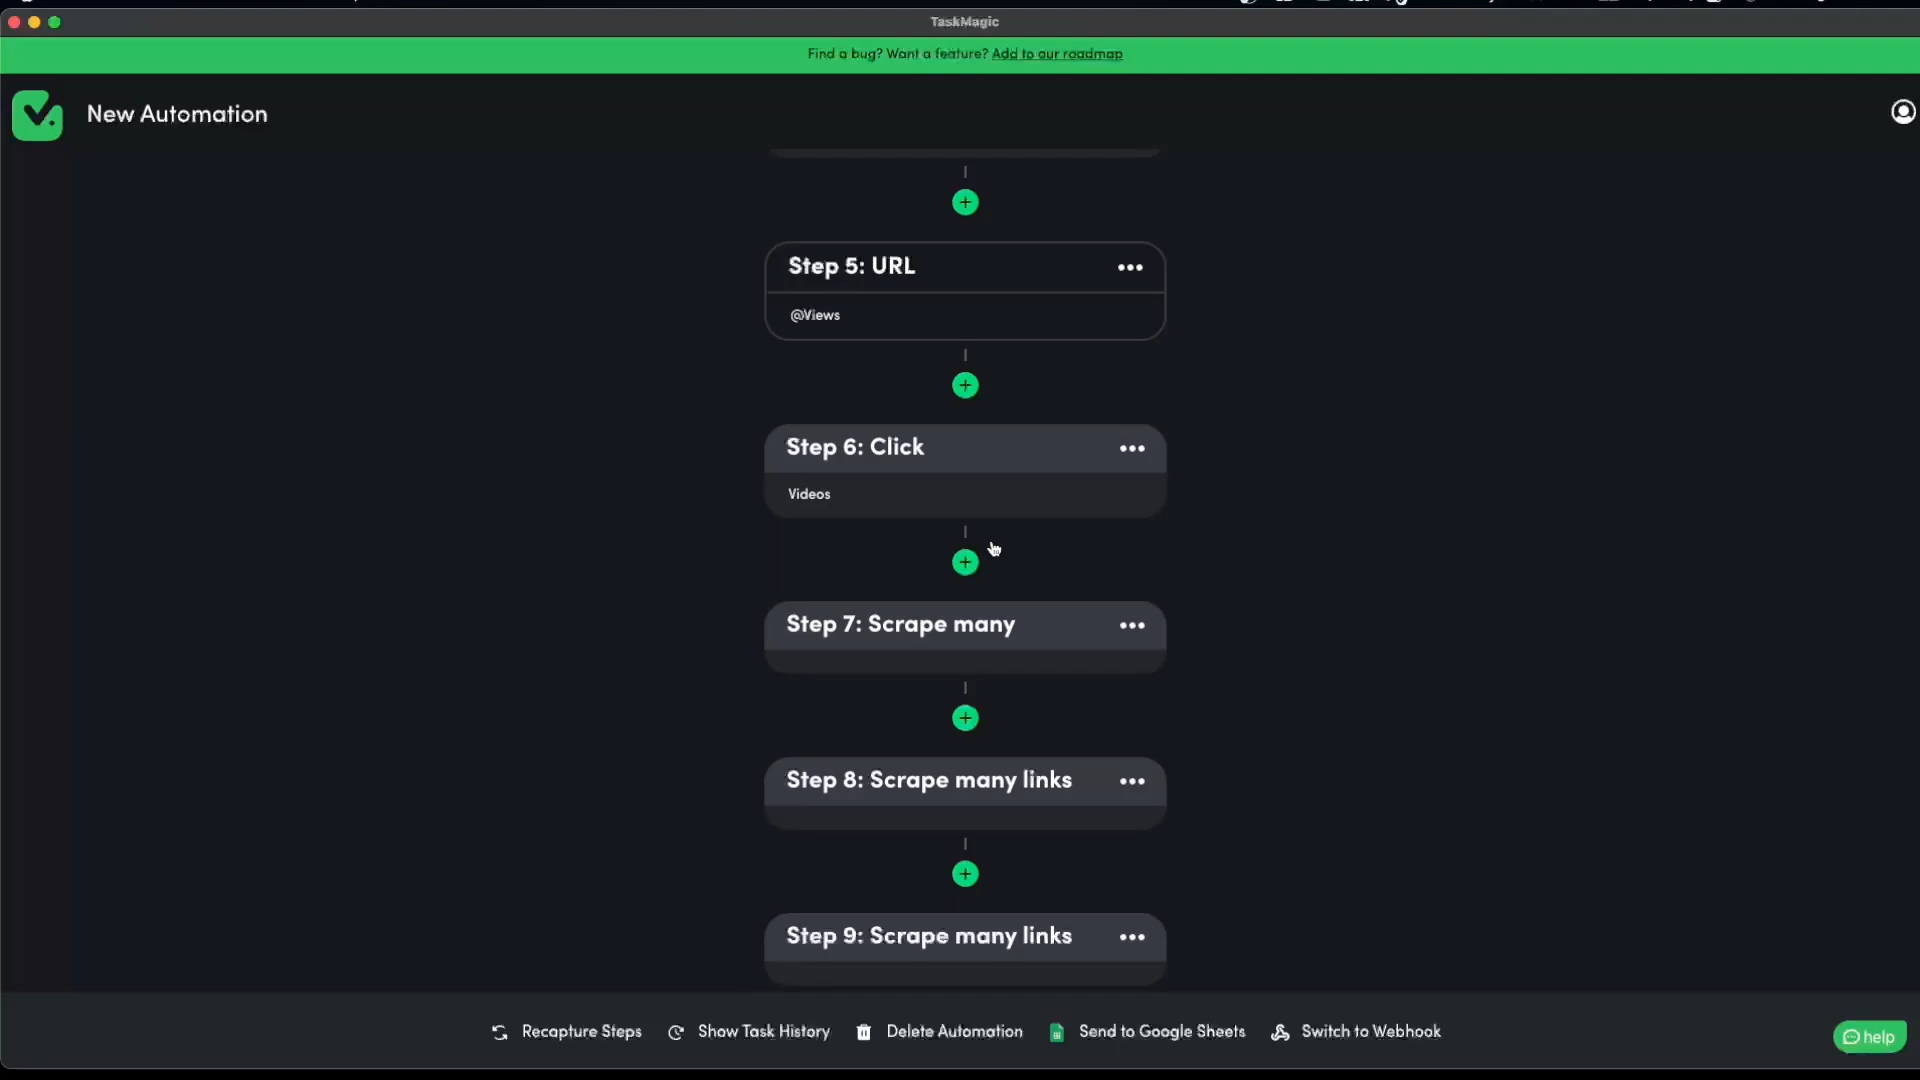 TaskMagic
Find a bug? Want a feature? Add to our roadmap
New Automation
Step 5: URL
@Views
Step 6: Click
Videos
Step 7: Scrape many
Step 8: Scrape many links
Step 9: Scrape many links
Recapture Steps Show Task History Delete Automation Send to Google Sheets Switch to Webhook
help